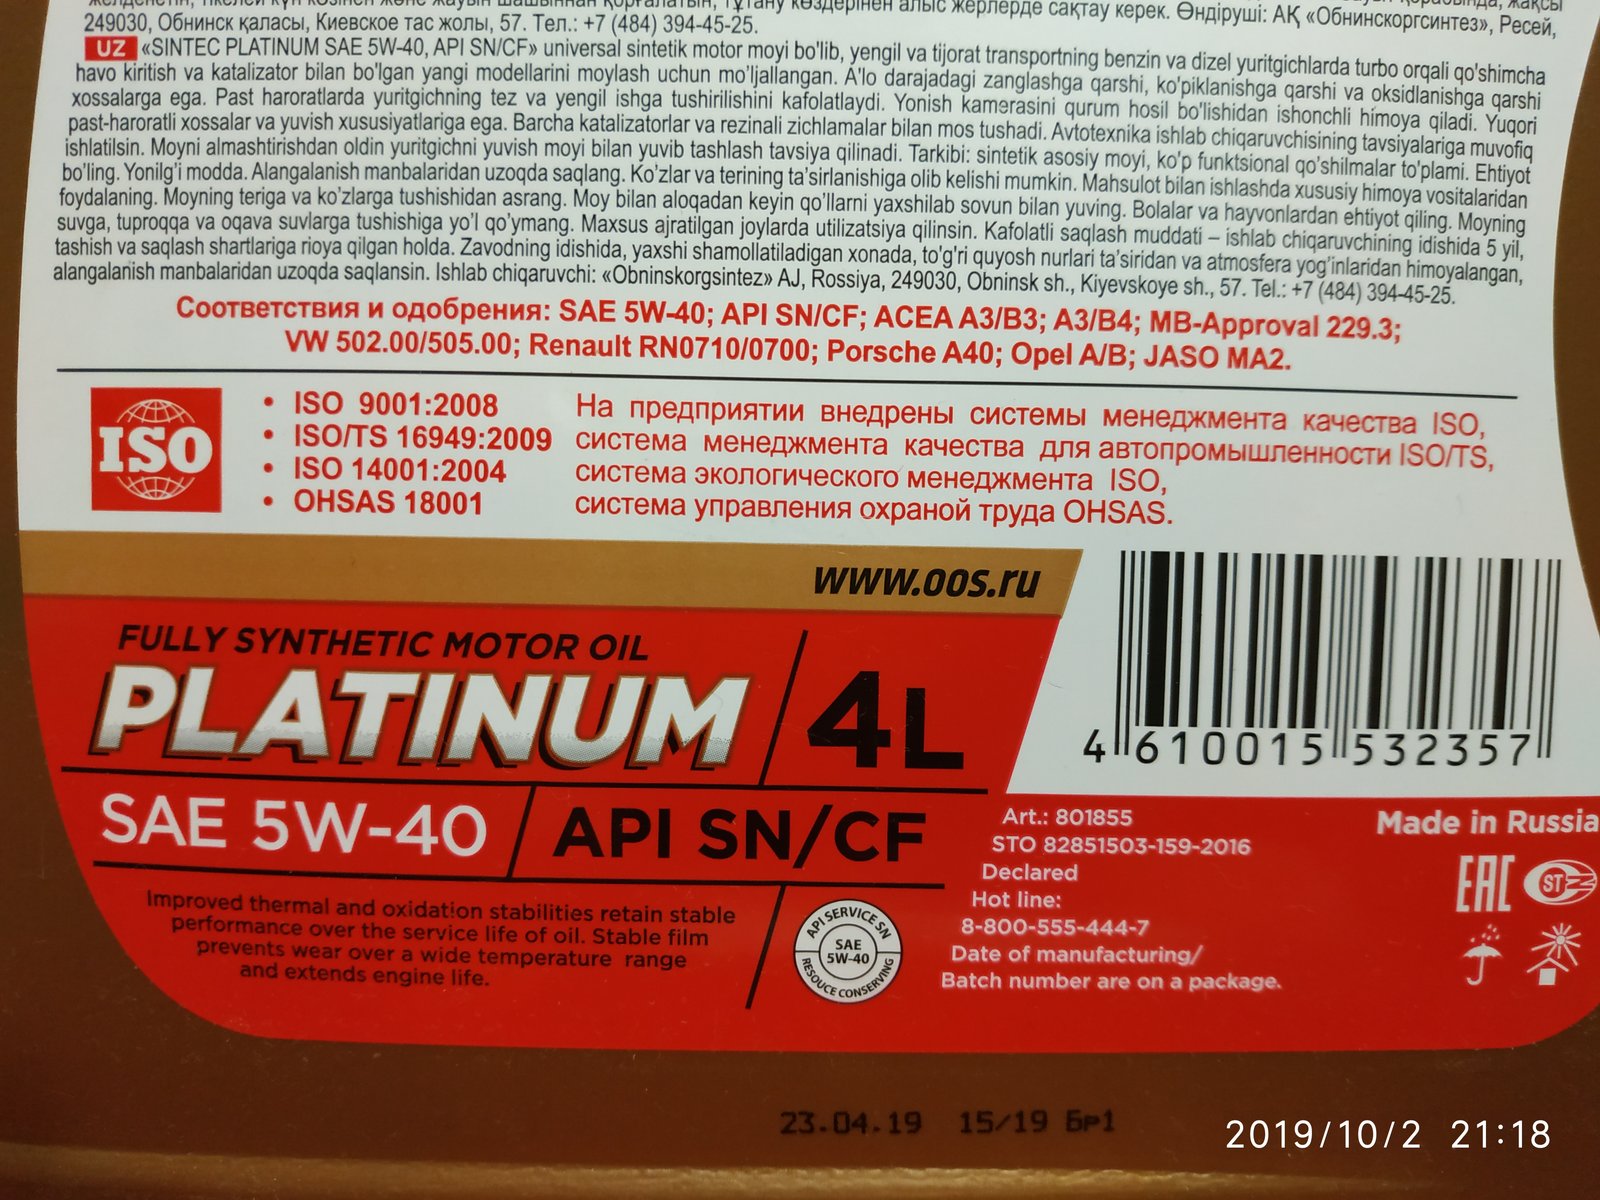 көздерінен алыс жерлерде сақтау керек. Өндіруші: АҚ «Обнинскоргсинтез», Ресей,
249030, Обнинск қаласы, Киевское тас жолы, 57. Тел.: +7 (484) 394-45-25.
UZ «SINTEC PLATINUM SAE 5W-40, API SN/CF» universal sintetik motor moyi bo'lib, yengil va tijorat transportning benzin va dizel yuritgichlarda turbo orqali qo'shimcha
havo kiritish va katalizator bilan bo'lgan yangi modellarini moylash uchun mo'ljallangan. A'lo darajadagi zanglashga qarshi, ko'piklanishga qarshi va oksidlanishga qarshi
xossalarga ega. Past haroratlarda yuritgichning tez va yengil ishga tushirilishini kafolatlaydi. Yonish kamerasini qurum hosil bo'lishidan ishonchli himoya qiladi. Yuqori
past-haroratli xossalar va yuvish xususiyatlariga ega. Barcha katalizatorlar va rezinali zichlamalar bilan mos tushadi. Avtotexnika ishlab chiqaruvchisining tavsiyalariga muvofiq
ishlatilsin. Moyni almashtirishdan oldin yuritgichni yuvish moyi bilan yuvib tashlash tavsiya qilinadi. Tarkibi: sintetik asosiy moyi, ko'p funktsional qo'shilmalar to'plami. Ehtiyot
bo'ling. Yonilg'i modda. Alangalanish manbalaridan uzoqda saqlang. Ko'zlar va terining ta'sirlanishiga olib kelishi mumkin. Mahsulot bilan ishlashda xususiy himoya vositalaridan
foydalaning. Moyning teriga va ko'zlarga tushishidan asrang. Moy bilan aloqadan keyin qo'llarni yaxshilab sovun bilan yuving. Bolalar va hayvonlardan ehtiyot qiling. Moyning
suvga, tuproqqa va oqava suvlarga tushishiga yo'l qo'ymang. Maxsus ajratilgan joylarda utilizatsiya qilinsin. Kafolatli saqlash muddati – ishlab chiqaruvchining idishida 5 yil,
tashish va saqlash shartlariga rioya qilgan holda. Zavodning idishida, yaxshi shamollatiladigan xonada, to'g'ri quyosh nurlari ta'siridan va atmosfera yog'inlaridan himoyalangan,
alangalanish manbalaridan uzoqda saqlansin. Ishlab chiqaruvchi: «Obninskorgsintez» AJ, Rossiya, 249030, Obninsk sh., Kiyevskoye sh., 57. Tel.: +7 (484) 394-45-25.
Соответствия и одобрения: SAE 5W-40; API SN/CF; ACEA A3/B3; A3/B4; MB-Approval 229.3;
VW 502.00/505.00; Renault RN0710/0700; Porsche A40; Opel A/B; JASO MA2.
ISO
• ISO 9001:2008
• ISO/TS 16949:2009
• ISO 14001:2004
• OHSAS 18001
На предприятии внедрены системы менеджмента качества ISO,
система менеджмента качества для автопромышленности ISO/TS,
система экологического менеджмента ISO,
система управления охраной труда OHSAS.
www.oos.ru
FULLY SYNTHETIC MOTOR OIL
PLATINUM
4L
SAE 5W-40
API SN/CF
Improved thermal and oxidation stabilities retain stable
performance over the service life of oil. Stable film
prevents wear over a wide temperature range
and extends engine life.
API SERVICE SN
SAE
5W-40
RESOUCE CONSERVING
4 610015 532357
Art.: 801855
STO 82851503-159-2016
Declared
Hot line:
8-800-555-444-7
Date of manufacturing/
Batch number are on a package.
Made in Russia
EAC
ST
23.04.19 15/19 Бр1
2019/10/2 21:18